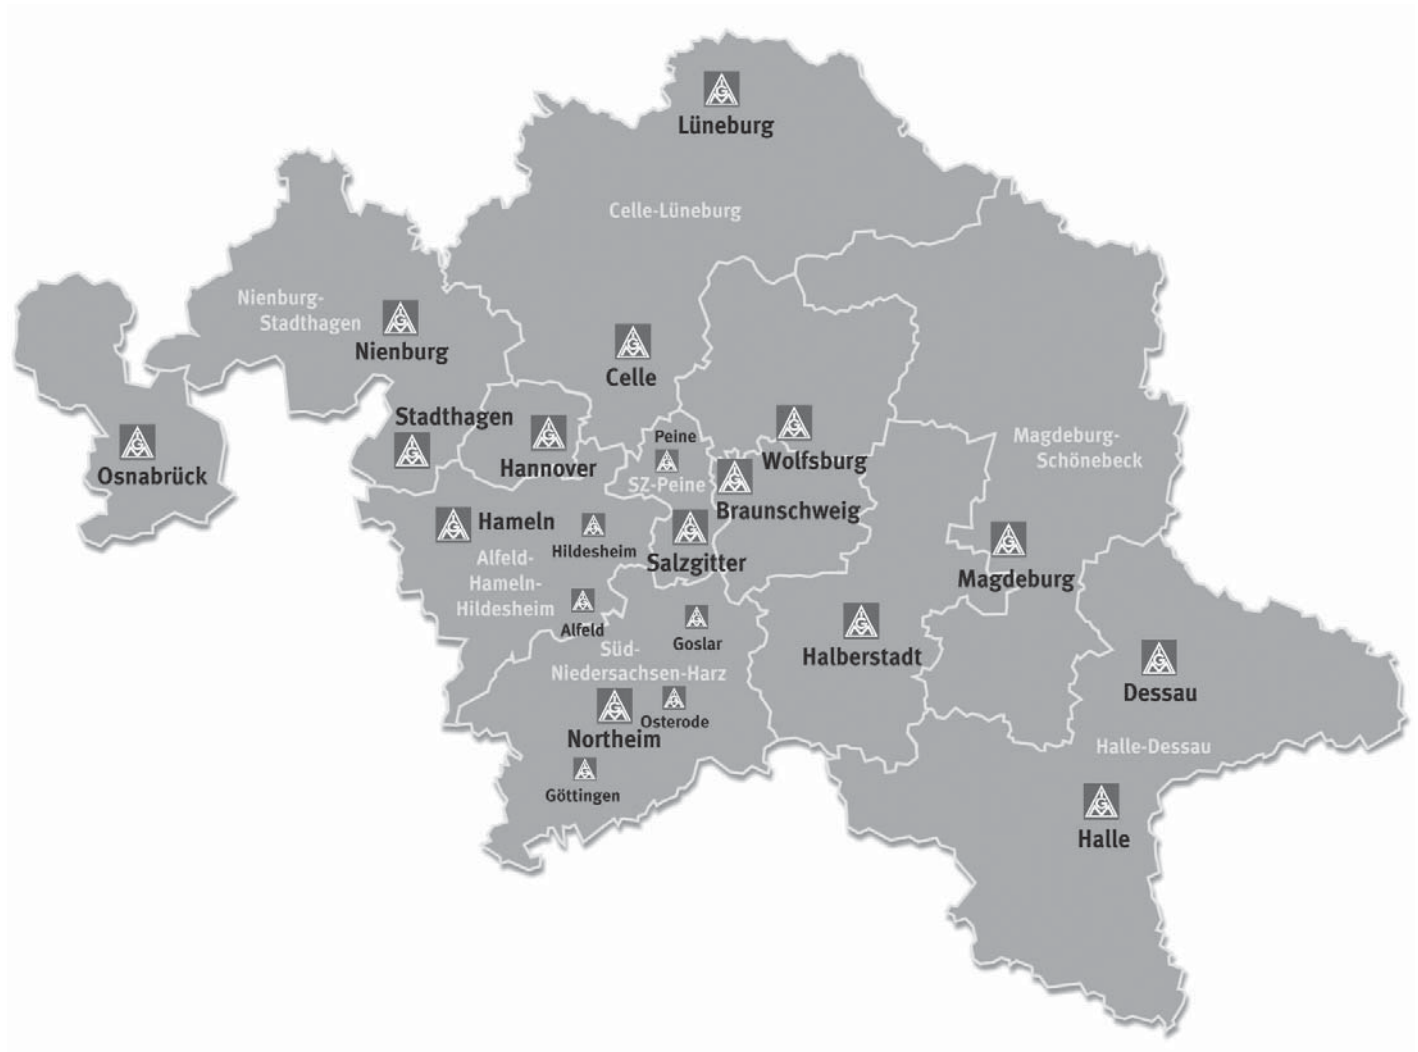 Lüneburg
Celle-Lüneburg
Nienburg-
Stadthagen
Nienburg
Celle
Stadthagen
Hannover
Peine
SZ-Peine
Wolfsburg
Braunschweig
Osnabrück
Magdeburg-
Schönebeck
Hameln
Hildesheim
Salzgitter
Alfeld-
Hameln-
Hildesheim
Alfeld
Magdeburg
Goslar
Halberstadt
Süd-
Niedersachsen-Harz
Osterode
Northeim
Göttingen
Dessau
Halle-Dessau
Halle